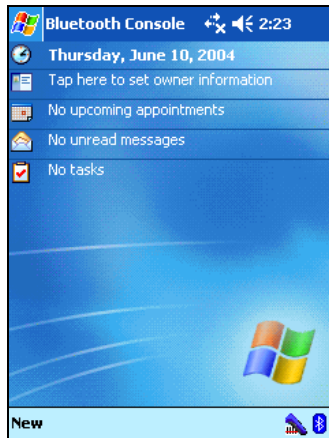 Bluetooth Console 2:23
Thursday, June 10, 2004
Tap here to set owner information
No upcoming appointments
No unread messages
No tasks
New